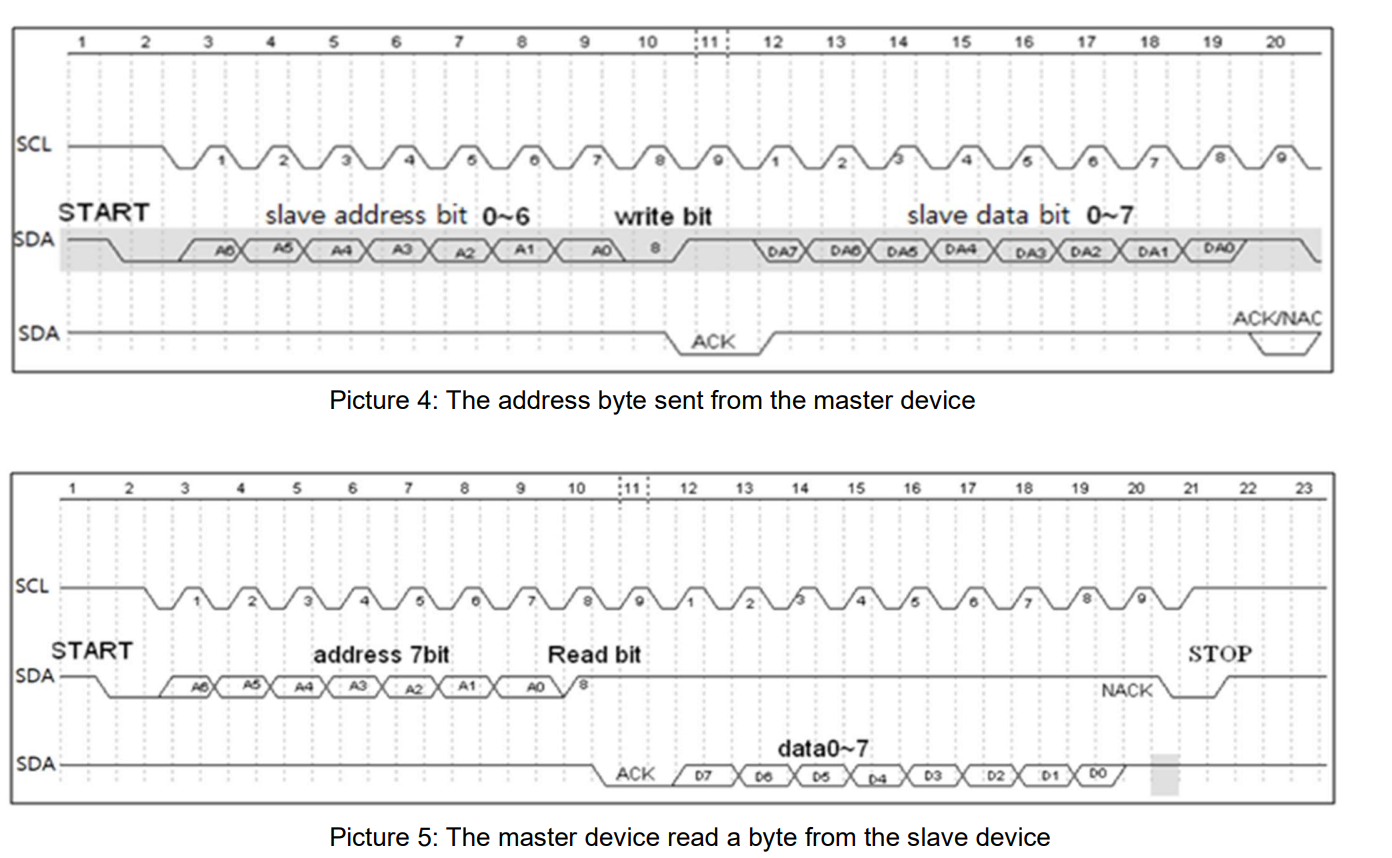 1 2 3 4 5 6 7 8 9 10 11 12 13 14 15 16 17 18 19 20
SCL 1 2 3 4 5 6 7 8 9 1 2 3 4 5 6 7 8 9
START slave address bit 0~6 write bit slave data bit 0~7
SDA A6 A5 A4 A3 A2 A1 A0 8 DA7 DA6 DA5 DA4 DA3 DA2 DA1 DA0
ACK/NAC
SDA ACK
Picture 4: The address byte sent from the master device
1 2 3 4 5 6 7 8 9 10 11 12 13 14 15 16 17 18 19 20 21 22 23
SCL 1 2 3 4 5 6 7 8 9 1 2 3 4 5 6 7 8 9
START address 7bit Read bit STOP
SDA A6 A5 A4 A3 A2 A1 A0 8 NACK
data0~7
SDA ACK D7 D6 D5 D4 D3 D2 D1 D0
Picture 5: The master device read a byte from the slave device